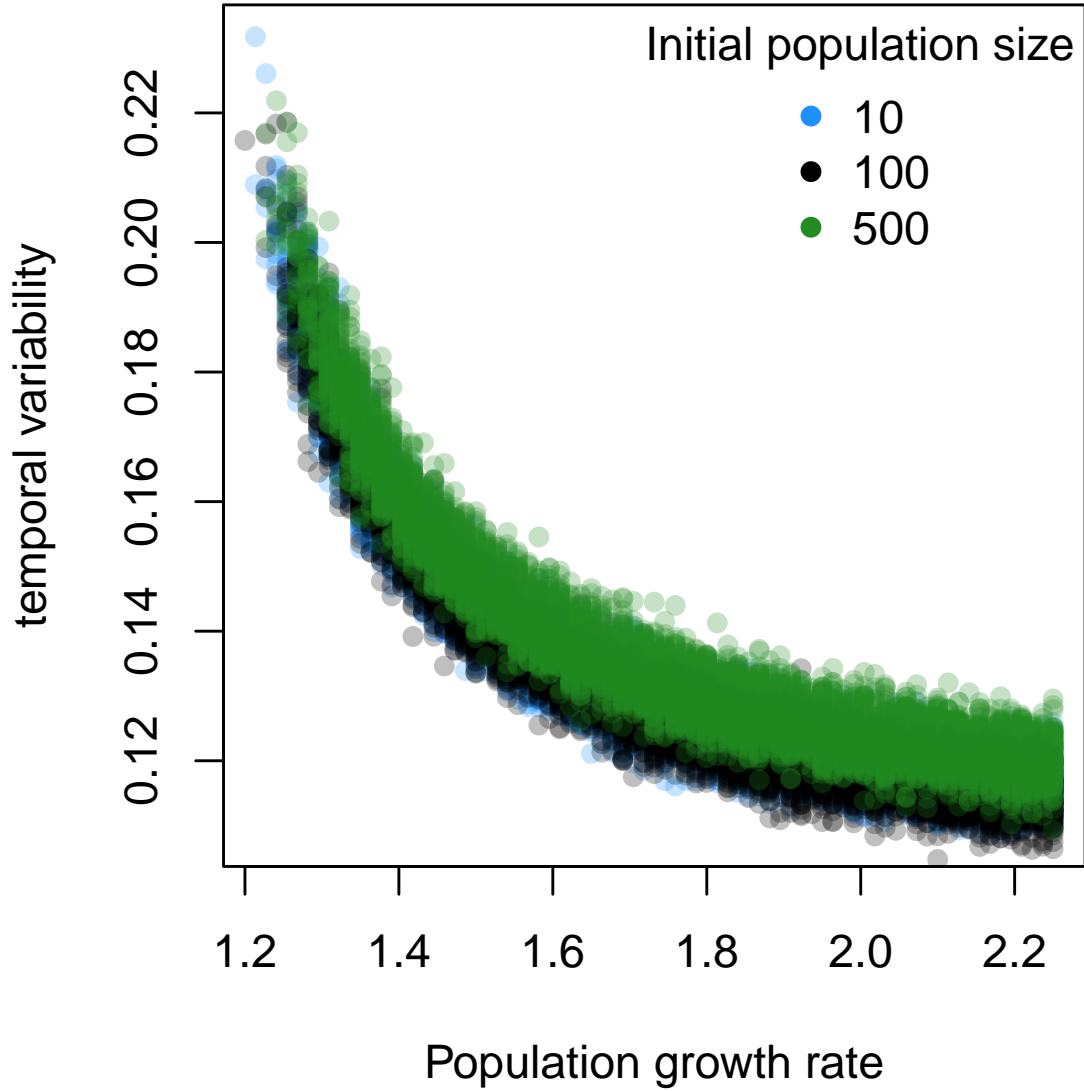 Initial population size
10
100
500
temporal variability
0.22
0.20
0.18
0.16
0.14
0.12
1.2 1.4 1.6 1.8 2.0 2.2
Population growth rate